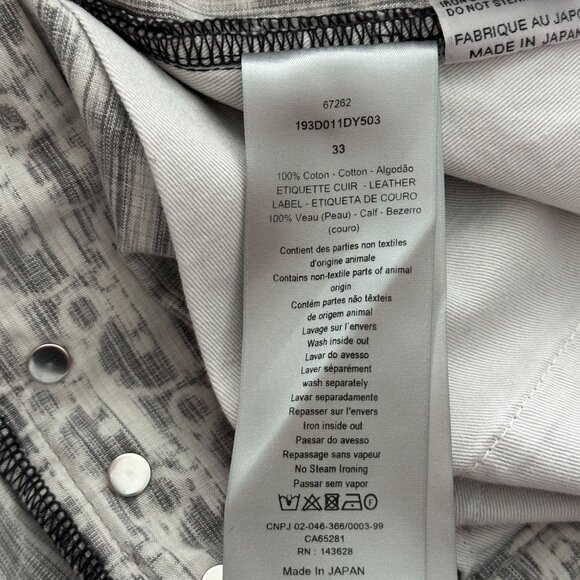 DO NOT STE
FABRIQUE AU JAPO
MADE IN JAPAN
67262
193D011DY503
33
100% Coton - Cotton - Algodão
ETIQUETTE CUIR - LEATHER
LABEL - ETIQUETA DE COURO
100% Veau (Peau) - Calf - Bezerro
(couro)
Contient des parties non textiles
d'origine animale
Contains non-textile parts of animal
origin
Contém partes não têxteis
de origem animal
Lavage sur l'envers
Wash inside out
Lavar do avesso
Laver séparément
wash separately
Lavar separadamente
Repasser sur l'envers
Iron inside out
Passar do avesso
Repassage sans vapeur
No Steam Ironing
Passar sem vapor
CNPJ 02-046-366/0003-99
CA65281
RN : 143628
Made In JAPAN